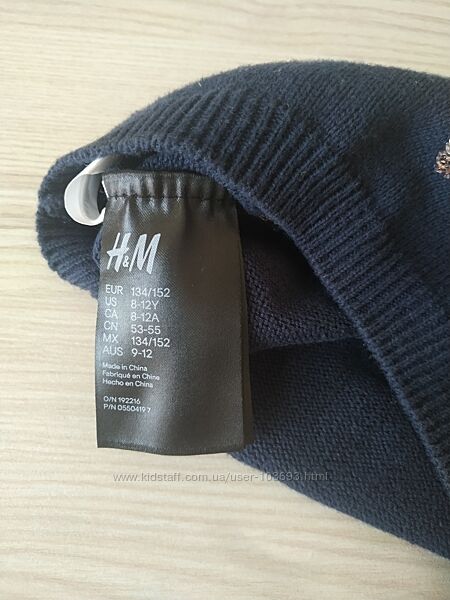 H&M
EUR 134/152
US 8-12Y
CA 8-12A
CN 53-55
MX 134/152
AUS 9-12
Made in China
Fabriqué en Chine
Hecho en China
O/N 192216
P/N 0550419 7
www.kidstaff.com.ua/user-103693.html